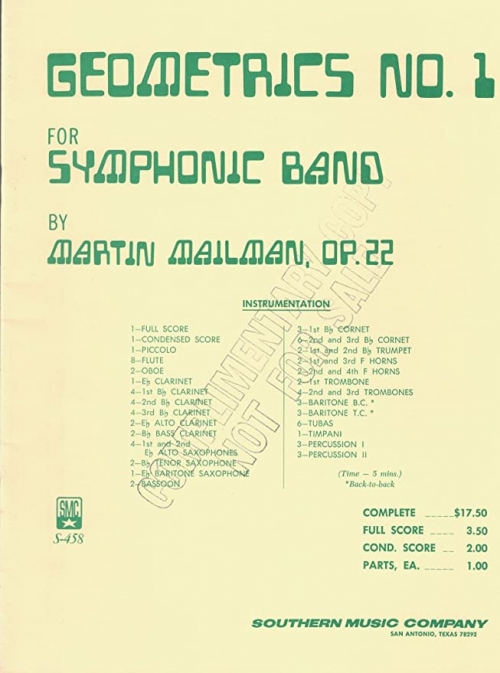 GEOMETRICS NO. 1
FOR
SYMPHONIC BAND
BY
MARTIN MAILMAN, OP. 22
INSTRUMENTATION
1—FULL SCORE
1—CONDENSED SCORE
1—PICCOLO
8—FLUTE
2—OBOE
1—E♭ CLARINET
4—1st B♭ CLARINET
4—2nd B♭ CLARINET
4—3rd B♭ CLARINET
2—E♭ ALTO CLARINET
2—B♭ BASS CLARINET
4—1st and 2nd
E♭ ALTO SAXOPHONES
2—B♭ TENOR SAXOPHONE
1—E♭ BARITONE SAXOPHONE
2—BASSOON
3—1st B♭ CORNET
6—2nd and 3rd B♭ CORNET
2—1st and 2nd B♭ TRUMPET
2—1st and 3rd F HORNS
2—2nd and 4th F HORNS
2—1st TROMBONE
4—2nd and 3rd TROMBONES
3—BARITONE B.C. *
3—BARITONE T.C. *
6—TUBAS
1—TIMPANI
3—PERCUSSION I
3—PERCUSSION II
(Time — 5 mins.)
*Back-to-back
COMPLIMENTARY COPY
NOT FOR SALE
SMC
S-458
COMPLETE _____ $17.50
FULL SCORE ____ 3.50
COND. SCORE __ 2.00
PARTS, EA. ____ 1.00
SOUTHERN MUSIC COMPANY
SAN ANTONIO, TEXAS 78292